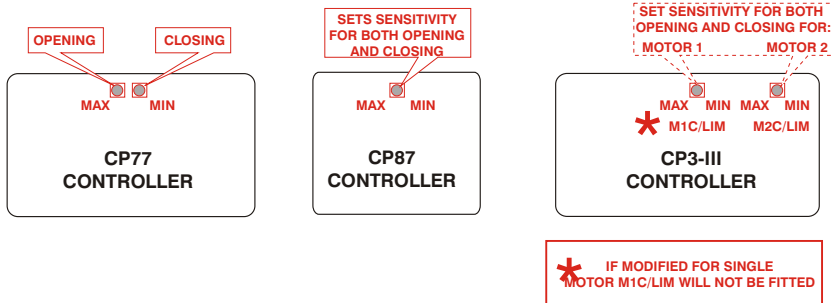 OPENING
CLOSING
MAX MIN
CP77
CONTROLLER
SETS SENSITIVITY
FOR BOTH OPENING
AND CLOSING
MAX MIN
CP87
CONTROLLER
SET SENSITIVITY FOR BOTH
OPENING AND CLOSING FOR:
MOTOR 1 MOTOR 2
MAX MIN MAX MIN
* M1C/LIM M2C/LIM
CP3-III
CONTROLLER
* IF MODIFIED FOR SINGLE
MOTOR M1C/LIM WILL NOT BE FITTED